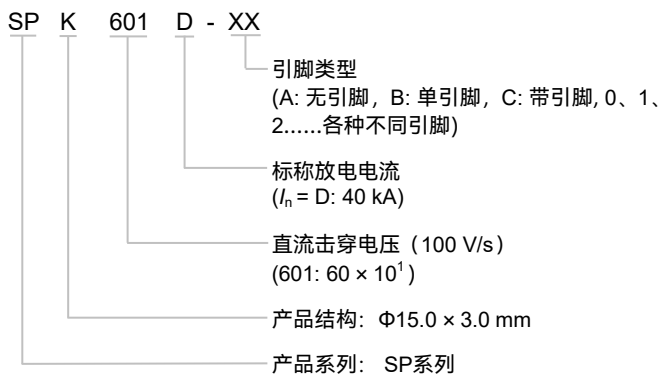 SP K 601 D - XX
引脚类型
(A: 无引脚，B: 单引脚，C: 带引脚, 0、1、
2......各种不同引脚)
标称放电电流
(Iₙ = D: 40 kA)
直流击穿电压（100 V/s）
(601: 60 × 10¹ )
产品结构: Φ15.0 × 3.0 mm
产品系列: SP系列